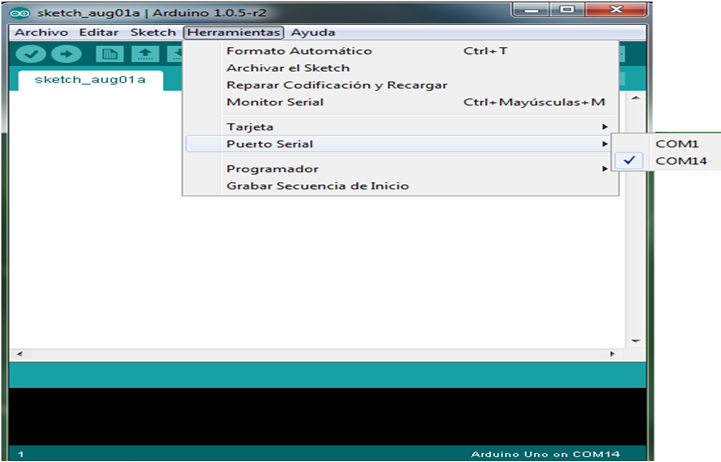 sketch_aug01a | Arduino 1.0.5-r2
Archivo Editar Sketch Herramientas Ayuda
sketch_aug01a
Formato Automático Ctrl+T
Archivar el Sketch
Reparar Codificación y Recargar
Monitor Serial Ctrl+Mayúsculas+M
Tarjeta
Puerto Serial
COM1
COM14
Programador
Grabar Secuencia de Inicio
1 Arduino Uno on COM14